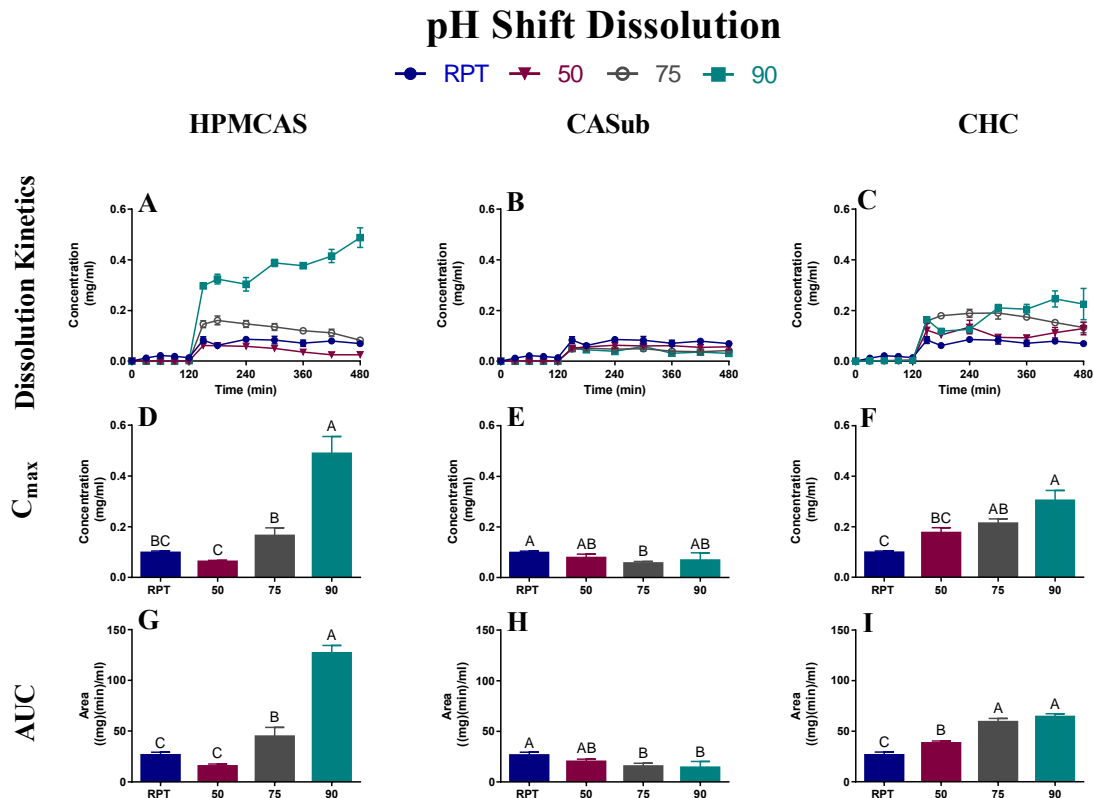 pH Shift Dissolution
RPT 50 75 90
HPMCAS CASub CHC
Dissolution Kinetics
A
Concentration
(mg/ml)
0.6
0.4
0.2
0.0
0 120 240 360 480
Time (min)
B
Concentration
(mg/ml)
0.6
0.4
0.2
0.0
0 120 240 360 480
Time (min)
C
Concentration
(mg/ml)
0.6
0.4
0.2
0.0
0 120 240 360 480
Time (min)
Cmax
D
Concentration
(mg/ml)
0.6
0.4
0.2
0.0
BC C B A
RPT 50 75 90
E
Concentration
(mg/ml)
0.6
0.4
0.2
0.0
A AB B AB
RPT 50 75 90
F
Concentration
(mg/ml)
0.6
0.4
0.2
0.0
C BC AB A
RPT 50 75 90
AUC
G
Area
((mg)(min)/ml)
150
100
50
0
C C B A
RPT 50 75 90
H
Area
((mg)(min)/ml)
150
100
50
0
A AB B B
RPT 50 75 90
I
Area
((mg)(min)/ml)
150
100
50
0
C B A A
RPT 50 75 90